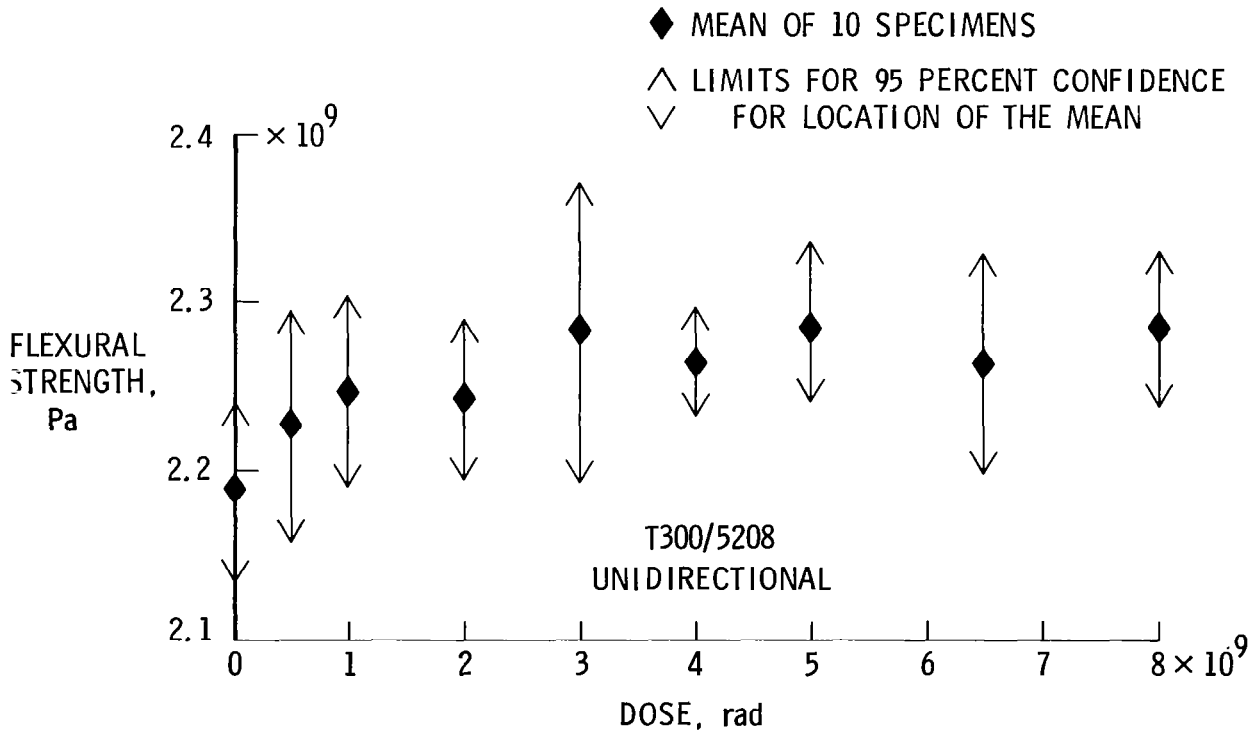 MEAN OF 10 SPECIMENS
LIMITS FOR 95 PERCENT CONFIDENCE
FOR LOCATION OF THE MEAN
2.4 × 10⁹
2.3
FLEXURAL
STRENGTH,
Pa
2.2
T300/5208
UNIDIRECTIONAL
2.1
0 1 2 3 4 5 6 7 8 × 10⁹
DOSE, rad